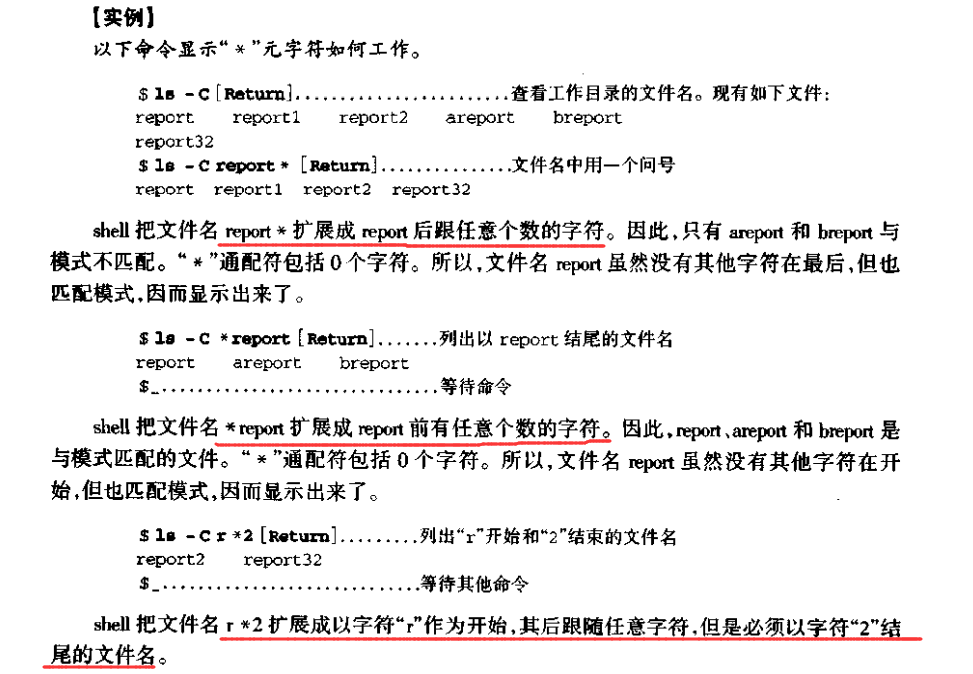 【实例】
以下命令显示“*”元字符如何工作。
$ ls -C [Return]........................查看工作目录的文件名。现有如下文件:
report report1 report2 areport breport
report32
$ ls -C report * [Return]...............文件名中用一个问号
report report1 report2 report32
shell 把文件名 report * 扩展成 report 后跟任意个数的字符。因此,只有 areport 和 breport 与
模式不匹配。“*”通配符包括 0 个字符。所以,文件名 report 虽然没有其他字符在最后,但也
匹配模式,因而显示出来了。
$ ls -C *report [Return].......列出以 report 结尾的文件名
report areport breport
$_...............................等待命令
shell 把文件名 *report 扩展成 report 前有任意个数的字符。因此,report、areport 和 breport 是
与模式匹配的文件。“*”通配符包括 0 个字符。所以,文件名 report 虽然没有其他字符在开
始,但也匹配模式,因而显示出来了。
$ ls -C r *2 [Return].........列出“r”开始和“2”结束的文件名
report2 report32
$_.............................等待其他命令
shell 把文件名 r *2 扩展成以字符“r”作为开始,其后跟随任意字符,但是必须以字符“2”结
尾的文件名。